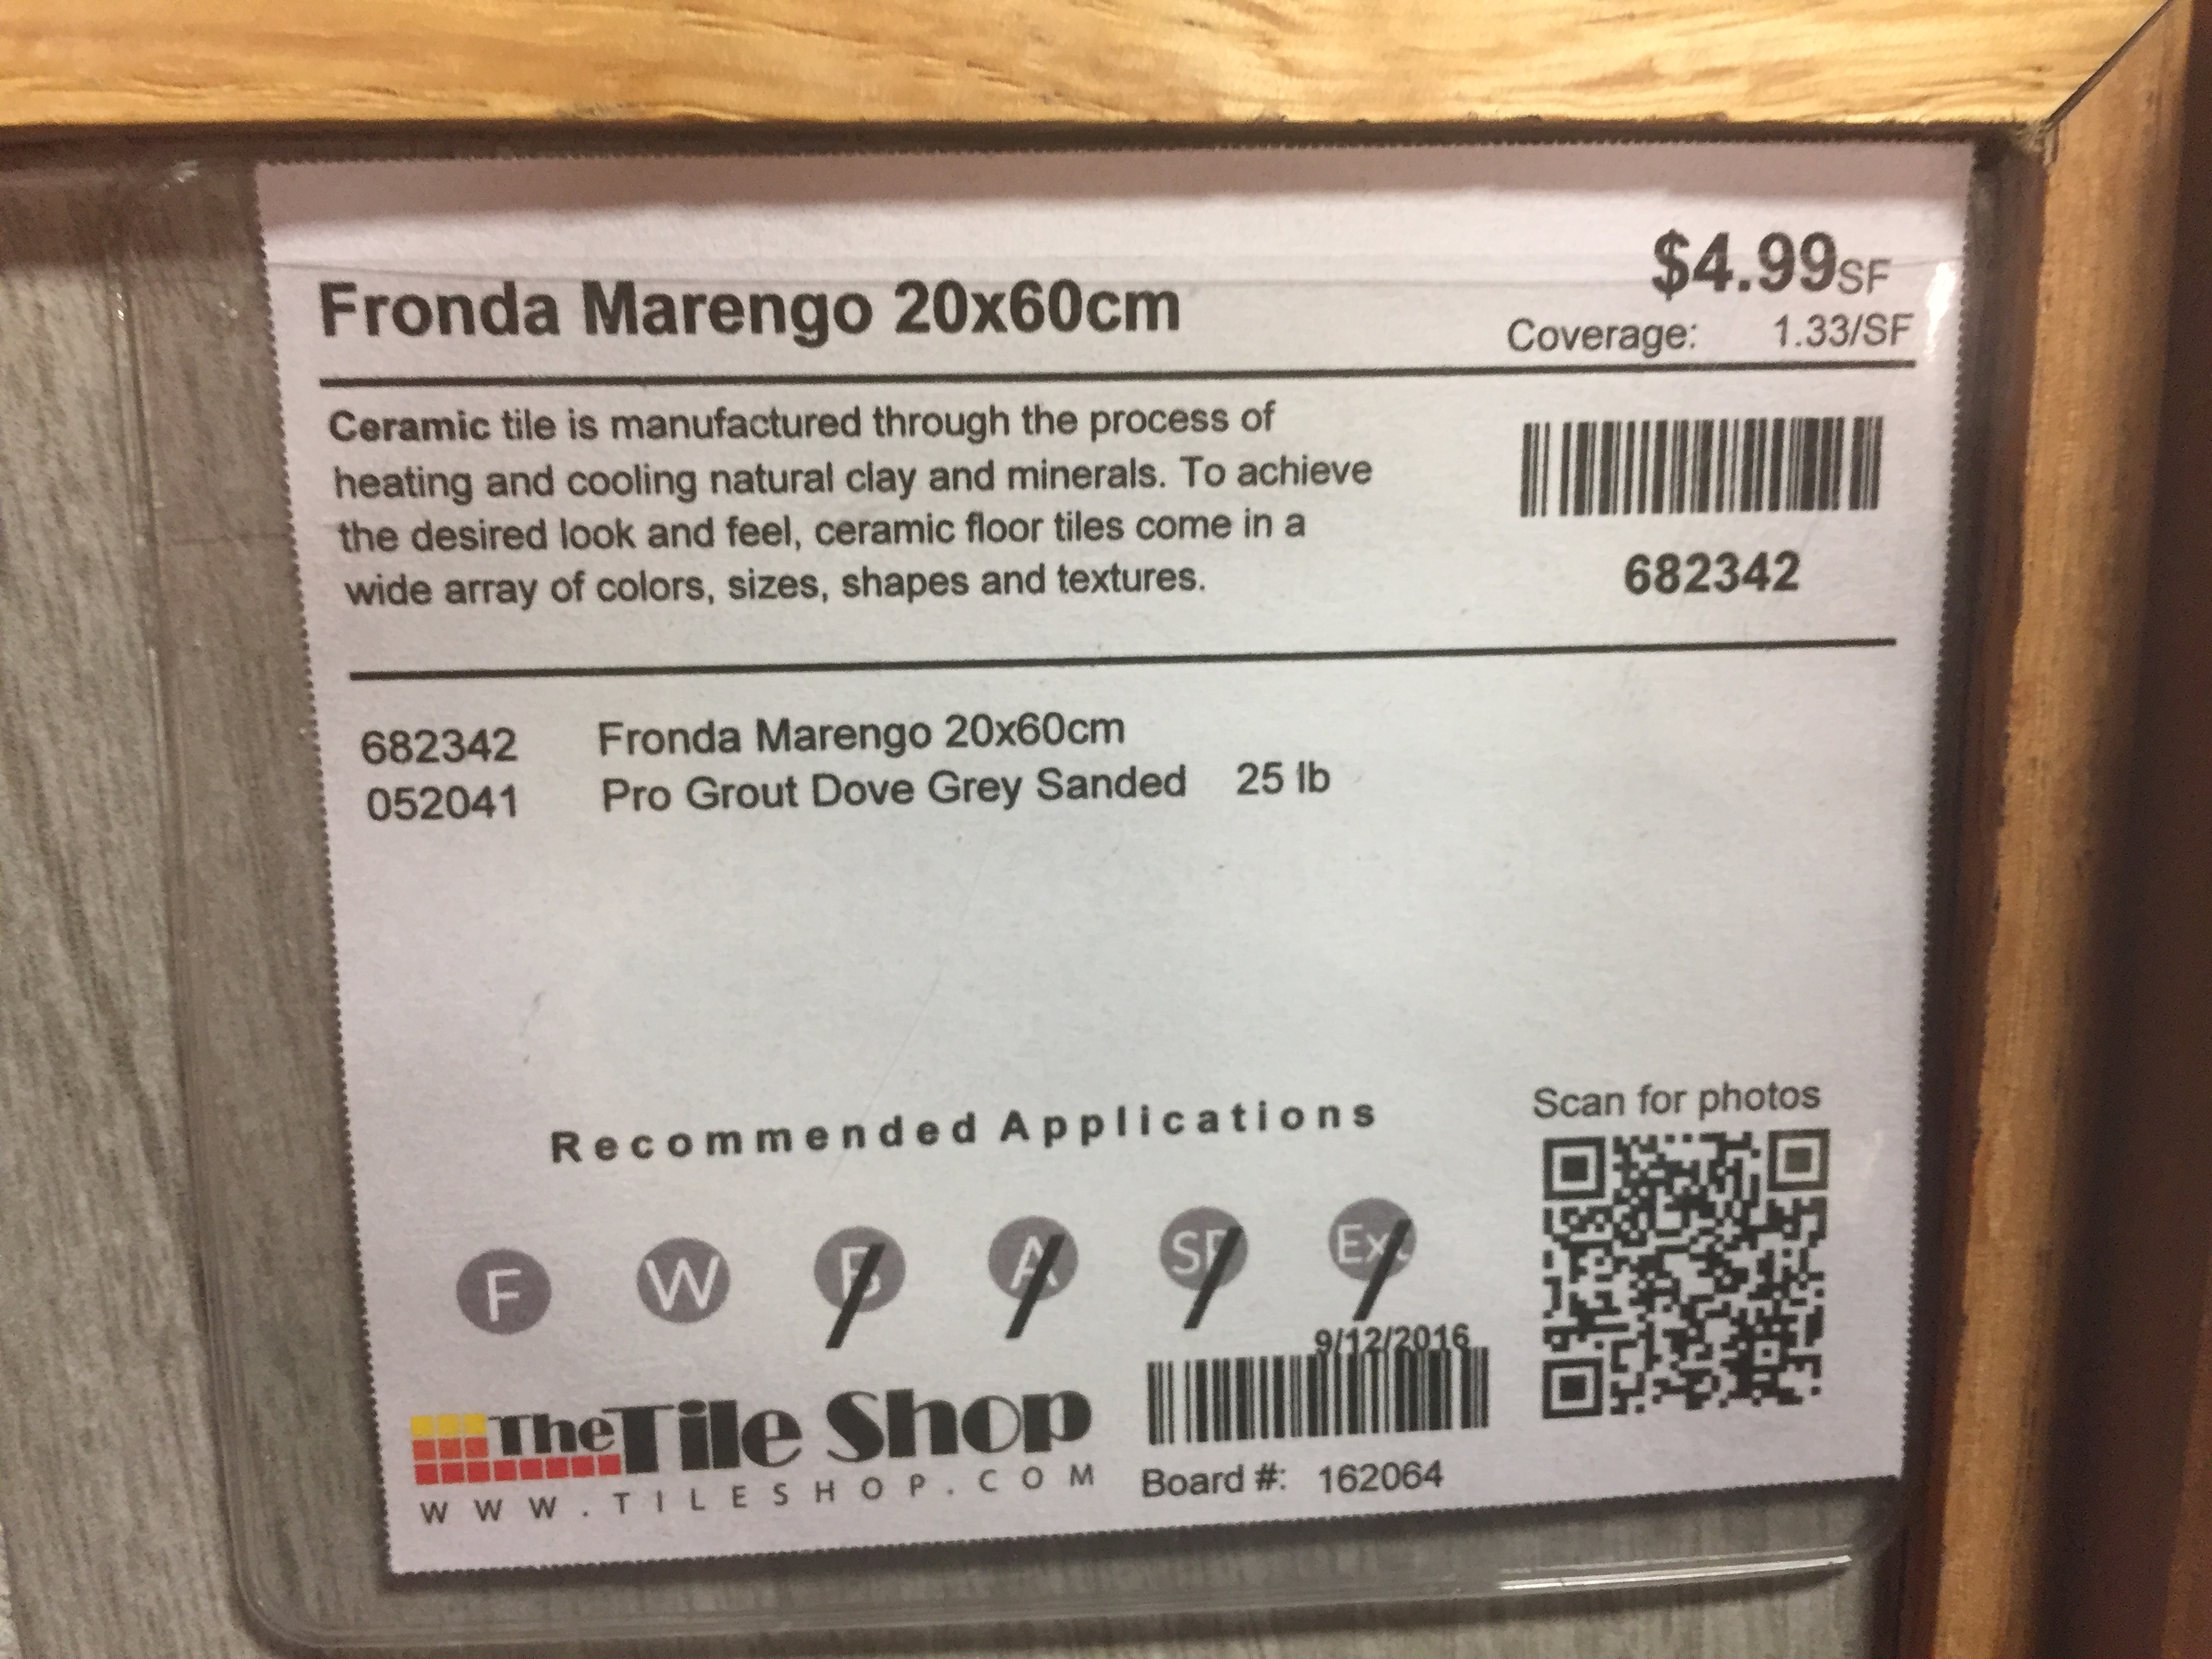 Fronda Marengo 20x60cm
$4.99SF
Coverage: 1.33/SF
Ceramic tile is manufactured through the process of
heating and cooling natural clay and minerals. To achieve
the desired look and feel, ceramic floor tiles come in a
wide array of colors, sizes, shapes and textures.
682342
682342 Fronda Marengo 20x60cm
052041 Pro Grout Dove Grey Sanded 25 lb
Recommended Applications
F W B A SF Ex.
Scan for photos
9/12/2016
The Tile Shop
WWW.TILESHOP.COM
Board #: 162064